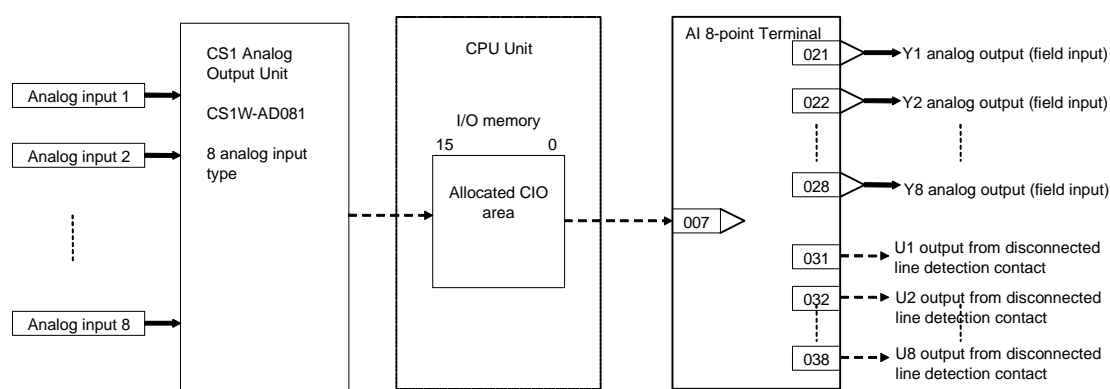 Analog input 1
Analog input 2
Analog input 8
CS1 Analog
Output Unit
CS1W-AD081
8 analog input
type
CPU Unit
I/O memory
15 0
Allocated CIO
area
AI 8-point Terminal
007
021
Y1 analog output (field input)
022
Y2 analog output (field input)
028
Y8 analog output (field input)
031
U1 output from disconnected
line detection contact
032
U2 output from disconnected
line detection contact
038
U8 output from disconnected
line detection contact